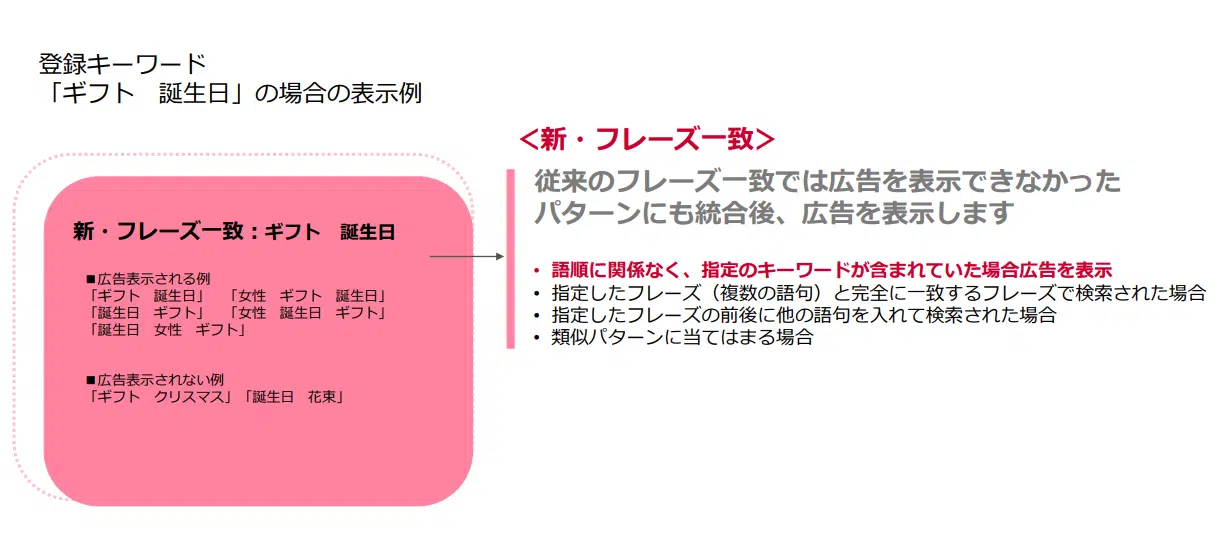 登録キーワード
「ギフト　誕生日」の場合の表示例
新・フレーズ一致：ギフト　誕生日
■広告表示される例
「ギフト　誕生日」　「女性　ギフト　誕生日」
「誕生日　ギフト」　「女性　誕生日　ギフト」
「誕生日　女性　ギフト」
■広告表示されない例
「ギフト　クリスマス」「誕生日　花束」
＜新・フレーズ一致＞
従来のフレーズ一致では広告を表示できなかった
パターンにも統合後、広告を表示します
• 語順に関係なく、指定のキーワードが含まれていた場合広告を表示
• 指定したフレーズ（複数の語句）と完全に一致するフレーズで検索された場合
• 指定したフレーズの前後に他の語句を入れて検索された場合
• 類似パターンに当てはまる場合